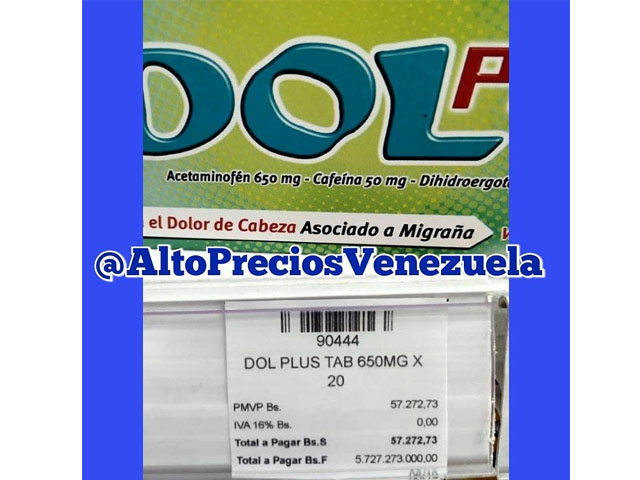 DOL P
Acetaminofén 650 mg - Cafeína 50 mg - Dihidroergot
el Dolor de Cabeza Asociado a Migraña
@AltoPreciosVenezuela
90444
DOL PLUS TAB 650MG X
20
PMVP Bs. 57.272,73
IVA 16% Bs. 0,00
Total a Pagar Bs.S 57.272,73
Total a Pagar Bs.F 5.727.273.000,00